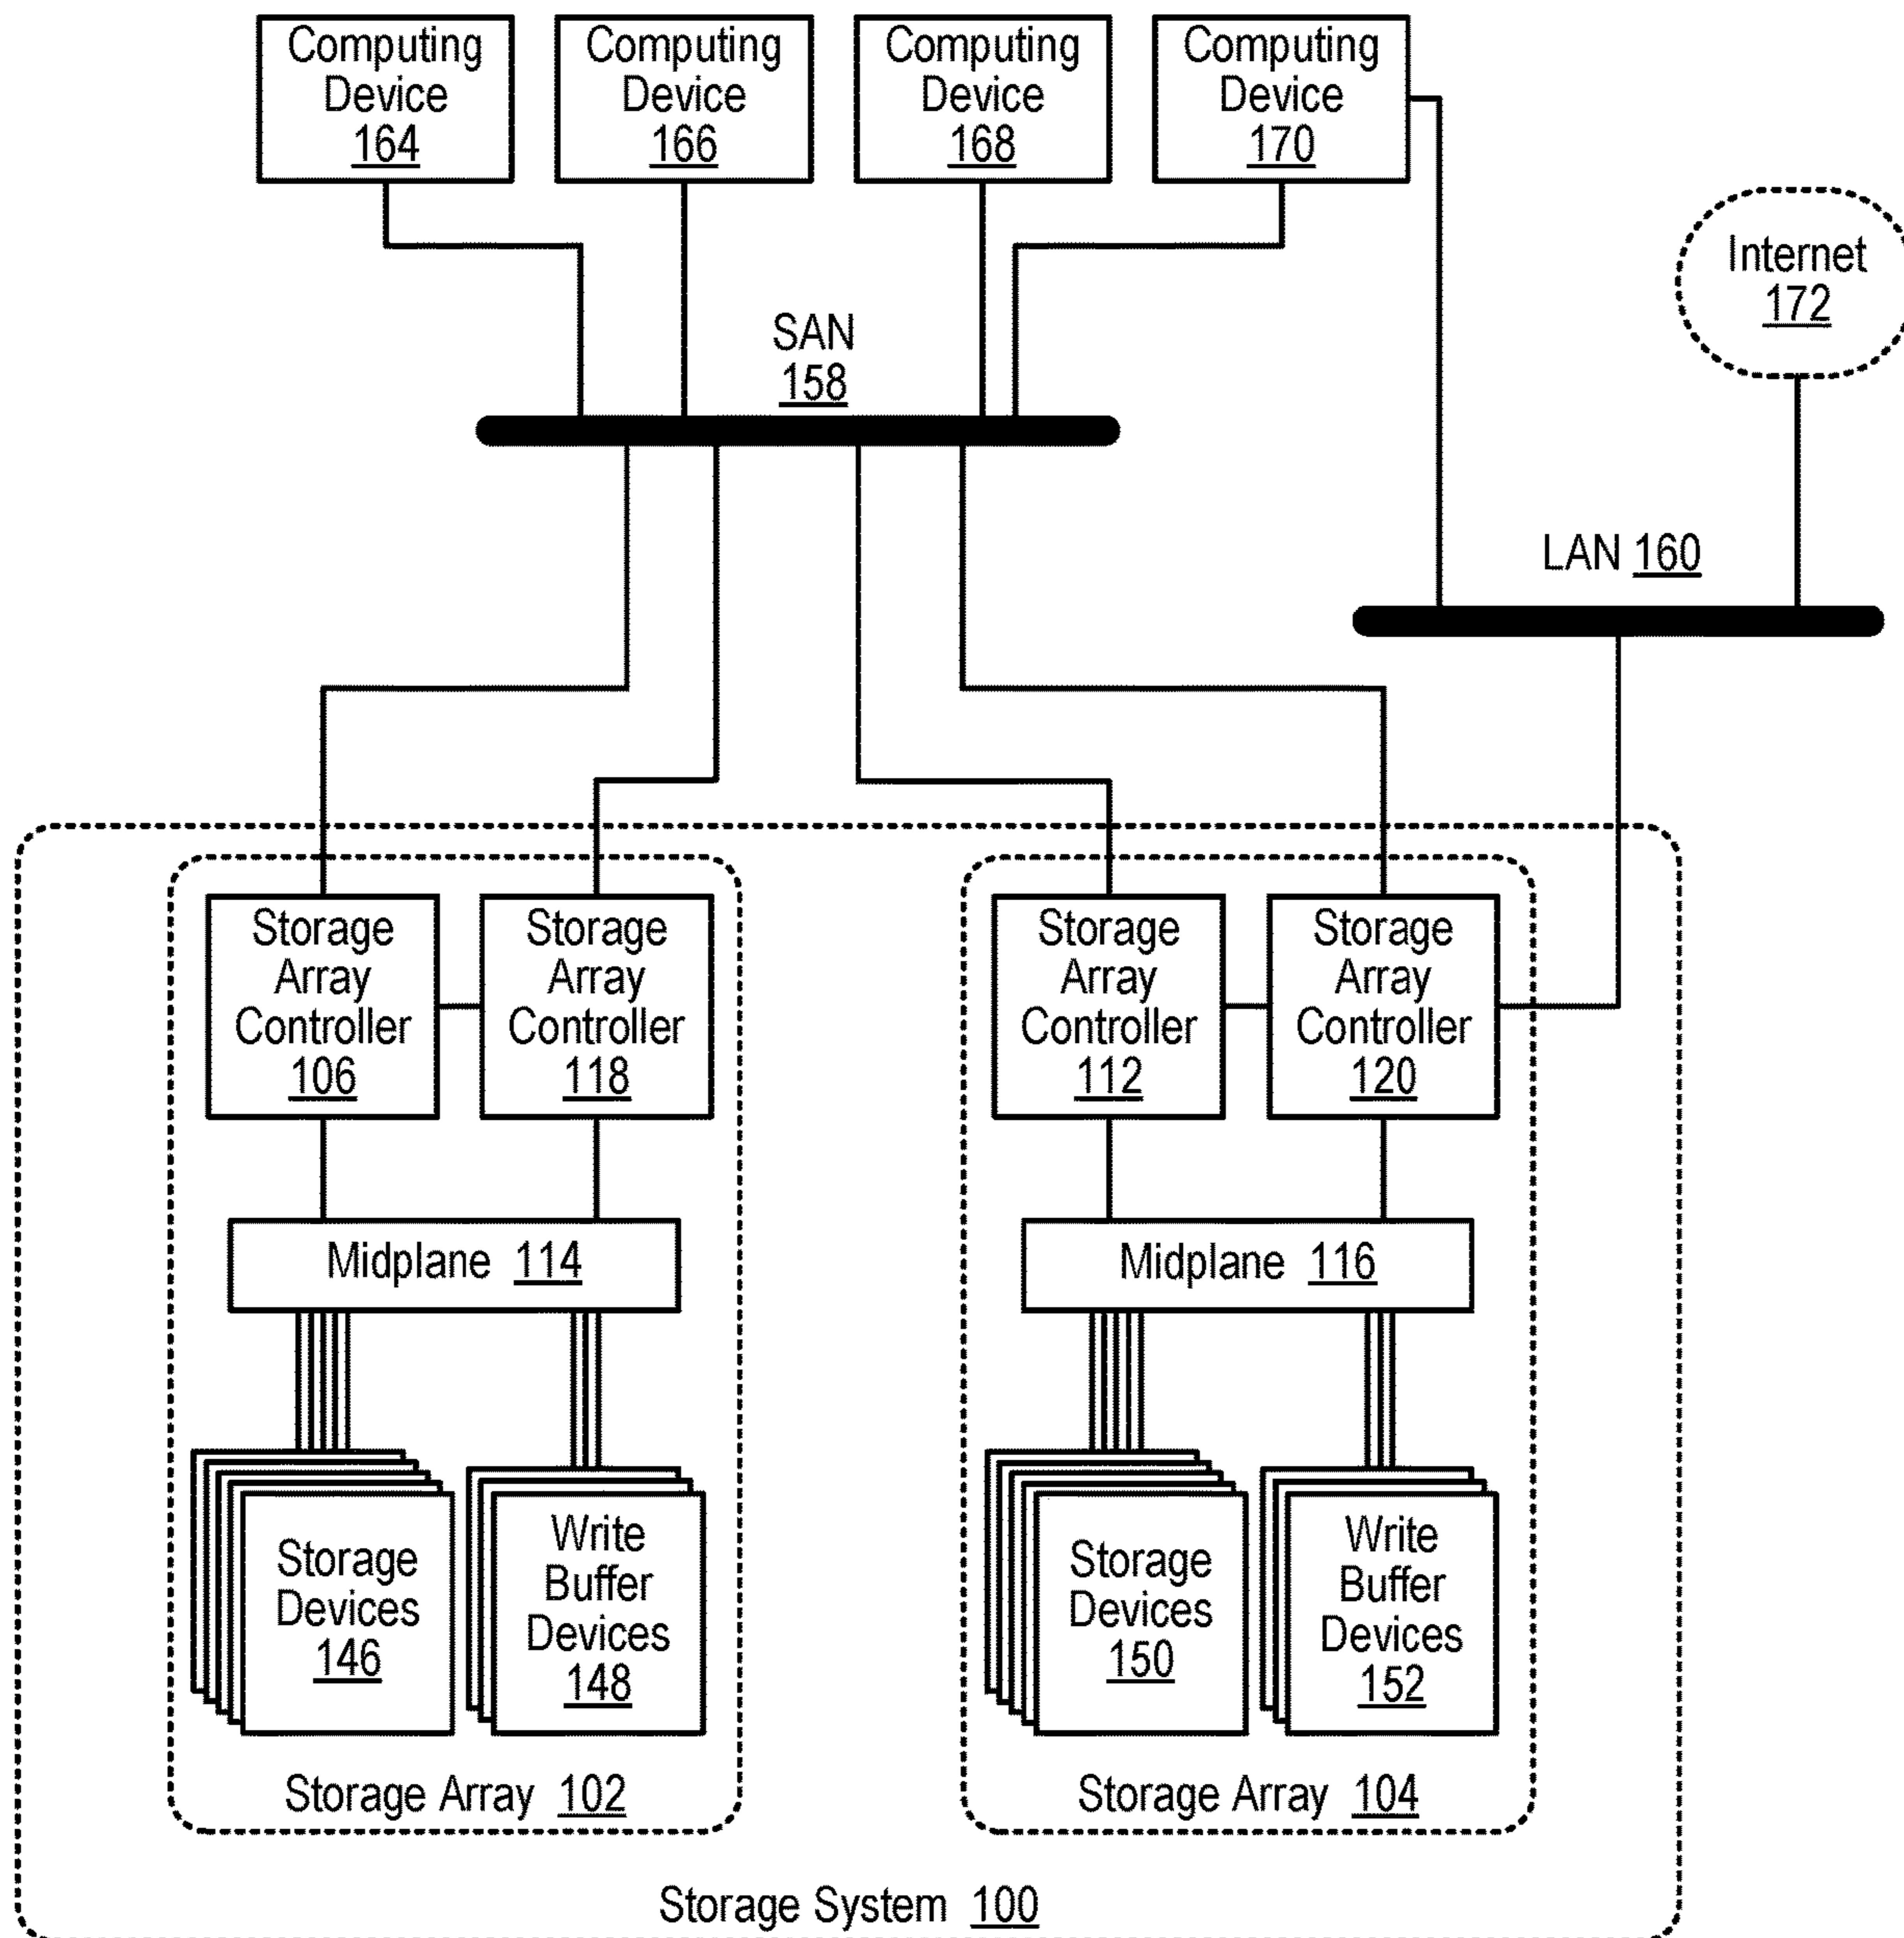 Computing
Device
164
Computing
Device
166
Computing
Device
168
Computing
Device
170
Internet
172
SAN
158
LAN 160
Storage
Array
Controller
106
Storage
Array
Controller
118
Storage
Array
Controller
112
Storage
Array
Controller
120
Midplane 114
Midplane 116
Storage
Devices
146
Write
Buffer
Devices
148
Storage
Devices
150
Write
Buffer
Devices
152
Storage Array 102
Storage Array 104
Storage System 100